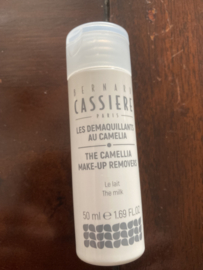 BERNARD
CASSIERE
PARIS
LES DEMAQUILLANTS
AU CAMELIA
THE CAMELLIA
MAKE-UP REMOVERS
Le lait
The milk
50 ml e 1.69 FL.OZ